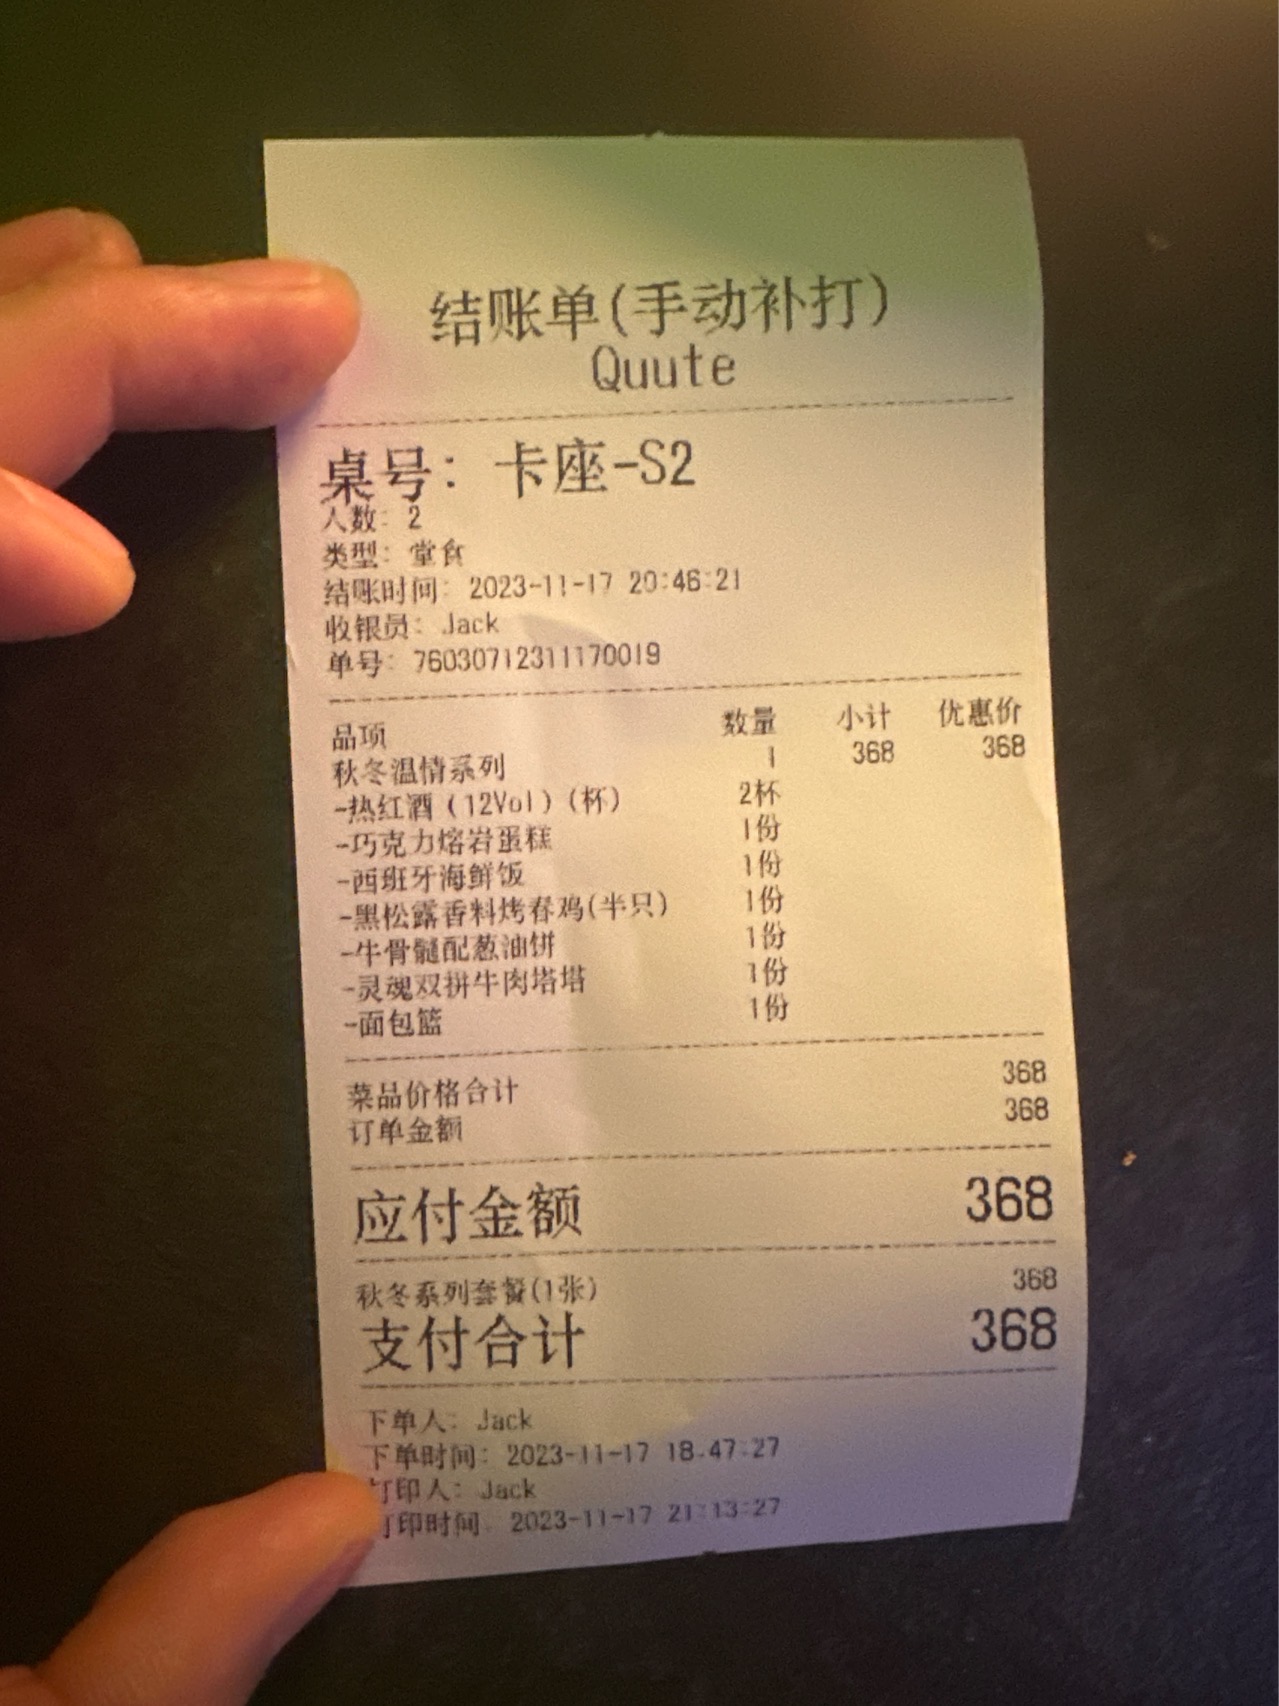 结账单(手动补打)
Quute
桌号: 卡座-S2
人数: 2
类型: 堂食
结账时间: 2023-11-17 20:46:21
收银员: Jack
单号: 76030712311170019
品项 数量 小计 优惠价
秋冬温情系列 1 368 368
-热红酒(12Vol)(杯) 2杯
-巧克力熔岩蛋糕 1份
-西班牙海鲜饭 1份
-黑松露香料烤春鸡(半只) 1份
-牛骨髓配葱油饼 1份
-灵魂双拼牛肉塔塔 1份
-面包篮 1份
菜品价格合计 368
订单金额 368
应付金额 368
秋冬系列套餐(1张) 368
支付合计 368
下单人: Jack
下单时间: 2023-11-17 18:47:27
打印人: Jack
打印时间: 2023-11-17 21:13:27